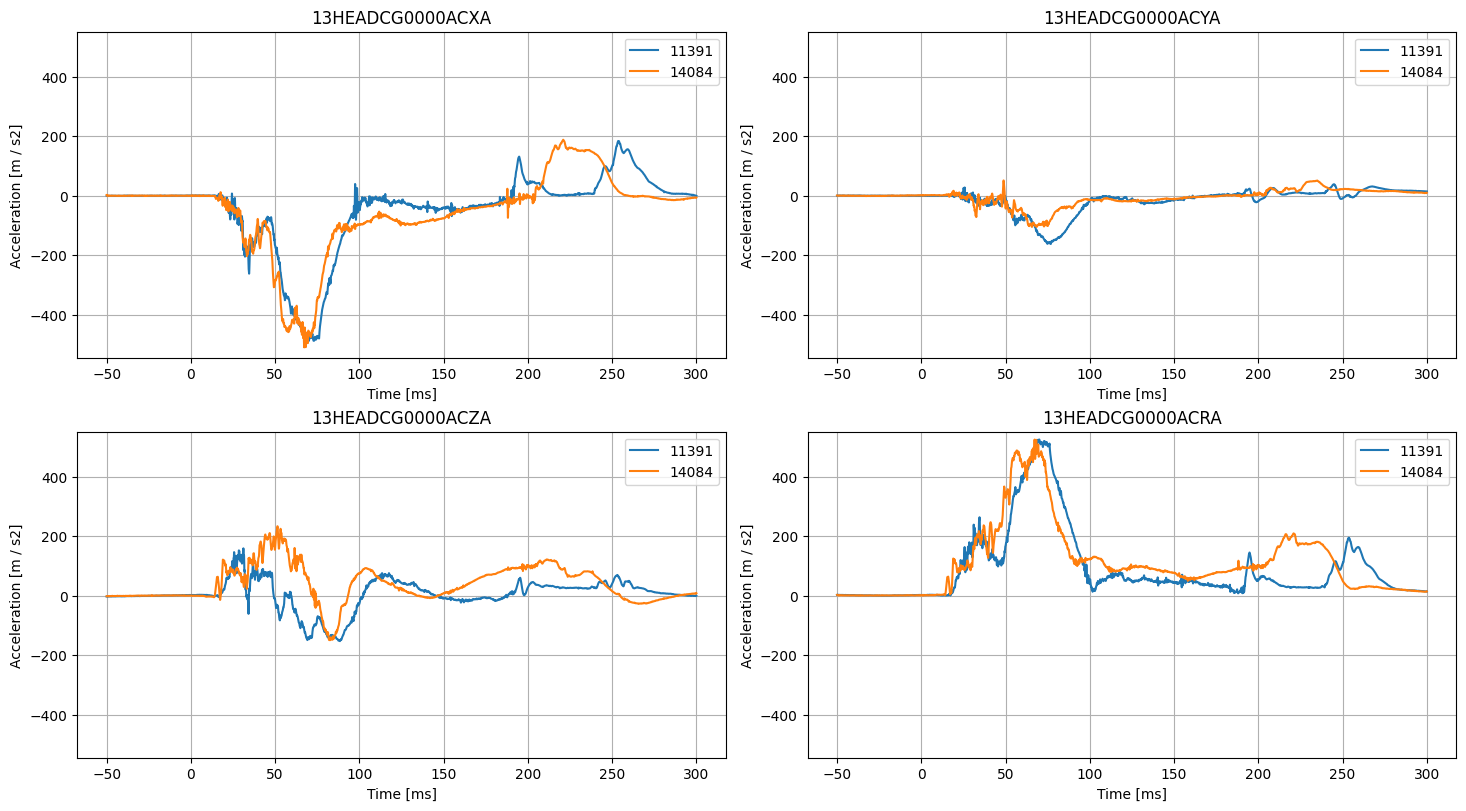 13HEADCG0000ACXA
Acceleration [m / s2]
400
200
0
−200
−400
11391
14084
−50 0 50 100 150 200 250 300
Time [ms]
13HEADCG0000ACYA
Acceleration [m / s2]
400
200
0
−200
−400
11391
14084
−50 0 50 100 150 200 250 300
Time [ms]
13HEADCG0000ACZA
Acceleration [m / s2]
400
200
0
−200
−400
11391
14084
−50 0 50 100 150 200 250 300
Time [ms]
13HEADCG0000ACRA
Acceleration [m / s2]
400
200
0
−200
−400
11391
14084
−50 0 50 100 150 200 250 300
Time [ms]